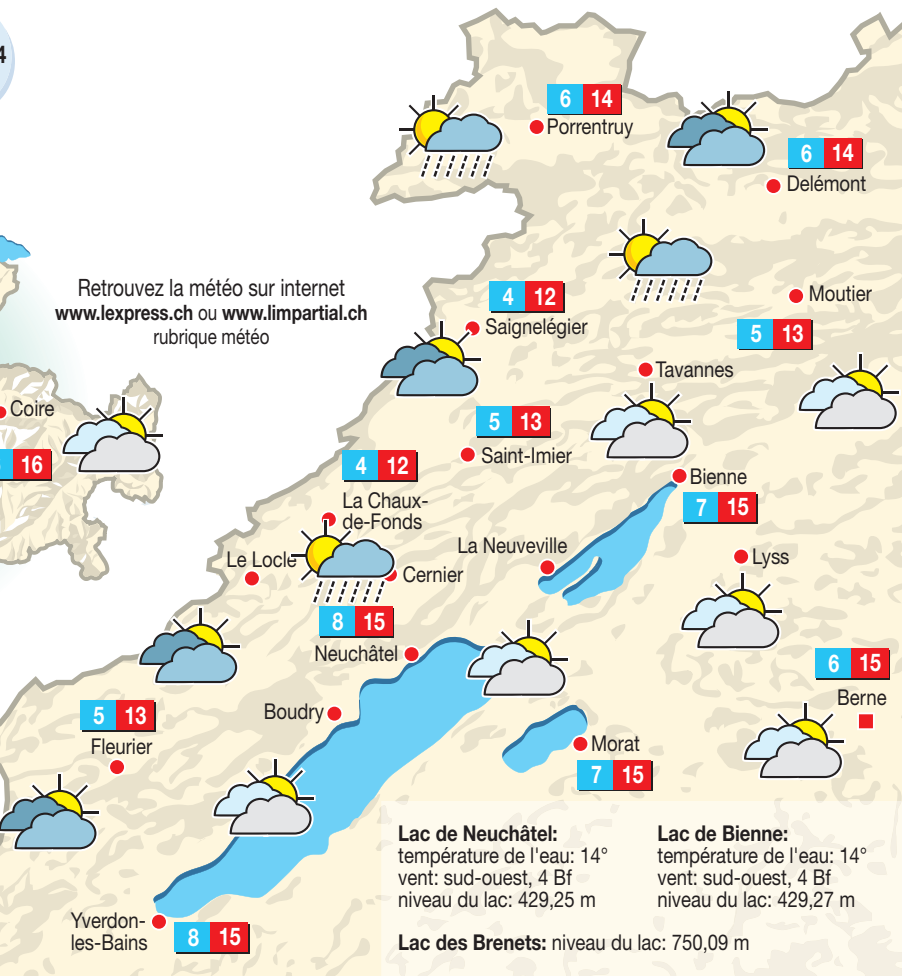 4
6 14
Porrentruy
6 14
Delémont
Retrouvez la météo sur internet
www.lexpress.ch ou www.limpartial.ch
rubrique météo
4 12
Saignelégier
Moutier
5 13
Tavannes
Coire
16
5 13
Saint-Imier
4 12
La Chaux-
de-Fonds
Bienne
7 15
Le Locle
Cernier
La Neuveville
Lyss
8 15
Neuchâtel
6 15
Berne
5 13
Fleurier
Boudry
Morat
7 15
Lac de Neuchâtel:
température de l'eau: 14°
vent: sud-ouest, 4 Bf
niveau du lac: 429,25 m
Lac de Bienne:
température de l'eau: 14°
vent: sud-ouest, 4 Bf
niveau du lac: 429,27 m
Lac des Brenets: niveau du lac: 750,09 m
Yverdon-
les-Bains
8 15